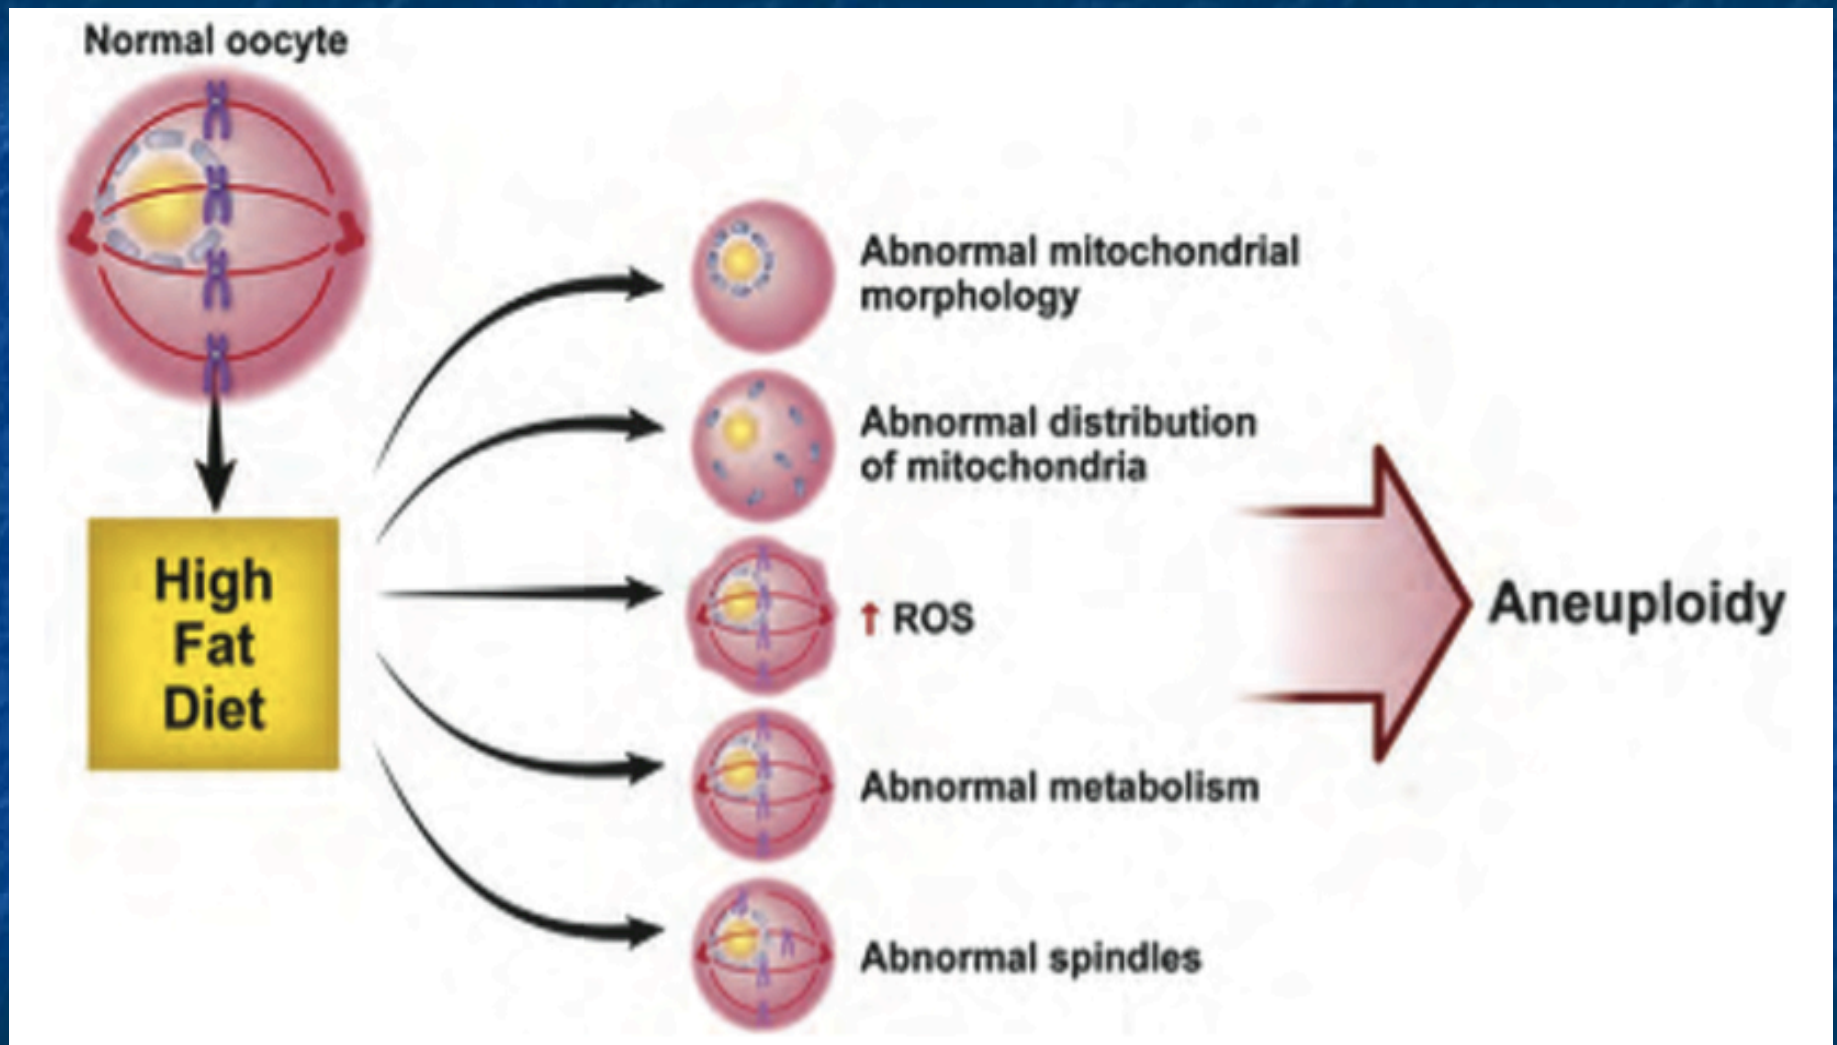 Normal oocyte
High
Fat
Diet
Abnormal mitochondrial
morphology
Abnormal distribution
of mitochondria
↑ ROS
Abnormal metabolism
Abnormal spindles
Aneuploidy